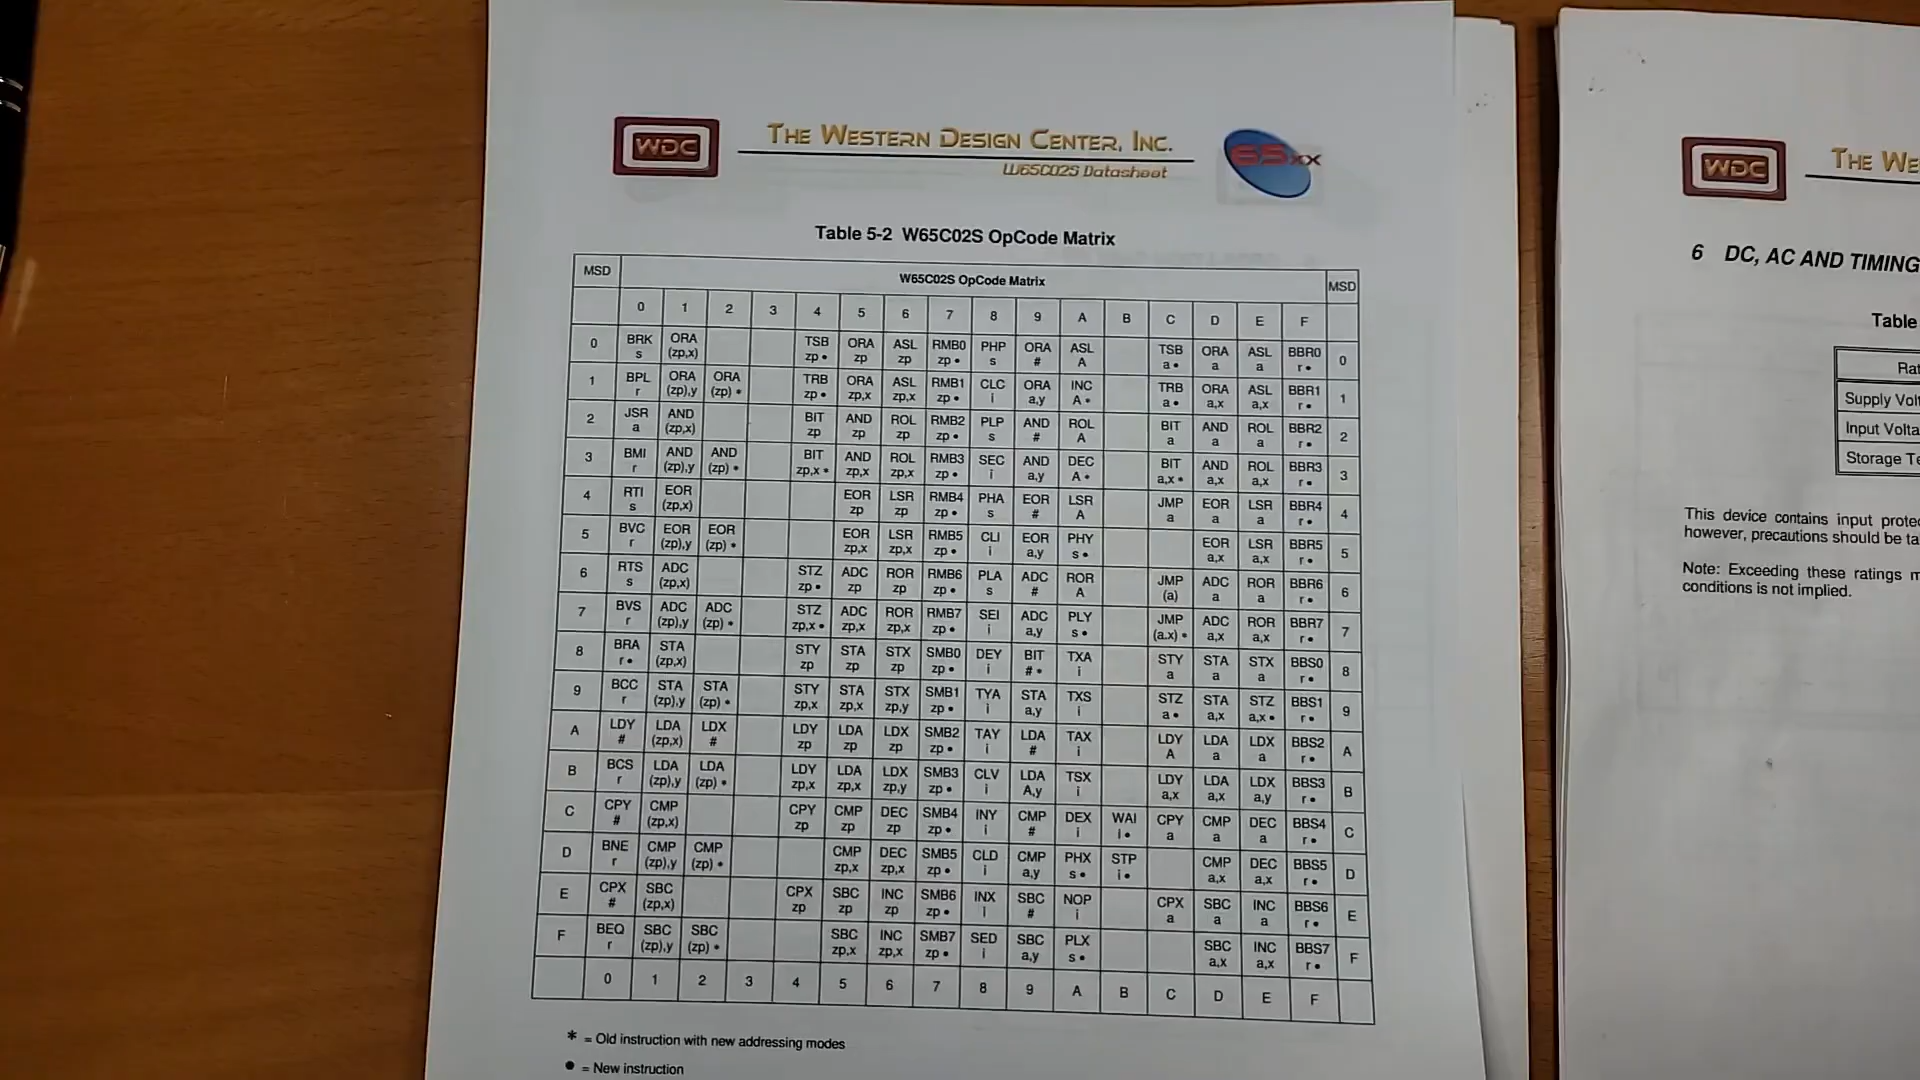 WDC
THE WESTERN DESIGN CENTER, INC.
W65C02S Datasheet
65xx
Table 5-2 W65C02S OpCode Matrix
MSD W65C02S OpCode Matrix MSD
0 1 2 3 4 5 6 7 8 9 A B C D E F
0 BRK ORA TSB ORA ASL RMB0 PHP ORA ASL TSB ORA ASL BBR0 0
s (zp,x) zp • zp zp zp • s # A a • a a r •
1 BPL ORA ORA TRB ORA ASL RMB1 CLC ORA INC TRB ORA ASL BBR1 1
r (zp),y (zp) * zp • zp,x zp,x zp • i a,y A * a • a,x a,x r •
2 JSR AND BIT AND ROL RMB2 PLP AND ROL BIT AND ROL BBR2 2
a (zp,x) zp zp zp zp • s # A a a a r •
3 BMI AND AND BIT AND ROL RMB3 SEC AND DEC BIT AND ROL BBR3 3
r (zp),y (zp) * zp,x * zp,x zp,x zp • i a,y A * a,x * a,x a,x r •
4 RTI EOR EOR LSR RMB4 PHA EOR LSR JMP EOR LSR BBR4 4
s (zp,x) zp zp zp • s # A a a a r •
5 BVC EOR EOR EOR LSR RMB5 CLI EOR PHY EOR LSR BBR5 5
r (zp),y (zp) * zp,x zp,x zp • i a,y s • a,x a,x r •
6 RTS ADC STZ ADC ROR RMB6 PLA ADC ROR JMP ADC ROR BBR6 6
s (zp,x) zp • zp zp zp • s # A (a) a a r •
7 BVS ADC ADC STZ ADC ROR RMB7 SEI ADC PLY JMP ADC ROR BBR7 7
r (zp),y (zp) * zp,x • zp,x zp,x zp • i a,y s • (a.x) * a,x a,x r •
8 BRA STA STY STA STX SMB0 DEY BIT TXA STY STA STX BBS0 8
r • (zp,x) zp zp zp zp • i # * i a a a r •
9 BCC STA STA STY STA STX SMB1 TYA STA TXS STZ STA STZ BBS1 9
r (zp),y (zp) * zp,x zp,x zp,y zp • i a,y i a • a,x a,x • r •
A LDY LDA LDX LDY LDA LDX SMB2 TAY LDA TAX LDY LDA LDX BBS2 A
# (zp,x) # zp zp zp zp • i # i A a a r •
B BCS LDA LDA LDY LDA LDX SMB3 CLV LDA TSX LDY LDA LDX BBS3 B
r (zp),y (zp) * zp,x zp,x zp,y zp • i A,y i a,x a,x a,y r •
C CPY CMP CPY CMP DEC SMB4 INY CMP DEX WAI CPY CMP DEC BBS4 C
# (zp,x) zp zp zp zp • i # i i • a a a r •
D BNE CMP CMP CMP DEC SMB5 CLD CMP PHX STP CMP DEC BBS5 D
r (zp),y (zp) * zp,x zp,x zp • i a,y s • i • a,x a,x r •
E CPX SBC CPX SBC INC SMB6 INX SBC NOP CPX SBC INC BBS6 E
# (zp,x) zp zp zp zp • I # i a a a r •
F BEQ SBC SBC SBC INC SMB7 SED SBC PLX SBC INC BBS7 F
r (zp),y (zp) * zp,x zp,x zp • i a,y s • a,x a,x r •
0 1 2 3 4 5 6 7 8 9 A B C D E F
* = Old instruction with new addressing modes
• = New instruction
WDC
THE WE
6 DC, AC AND TIMING
Table
Rat
Supply Volt
Input Volta
Storage Te
This device contains input prote
however, precautions should be ta
Note: Exceeding these ratings m
conditions is not implied.